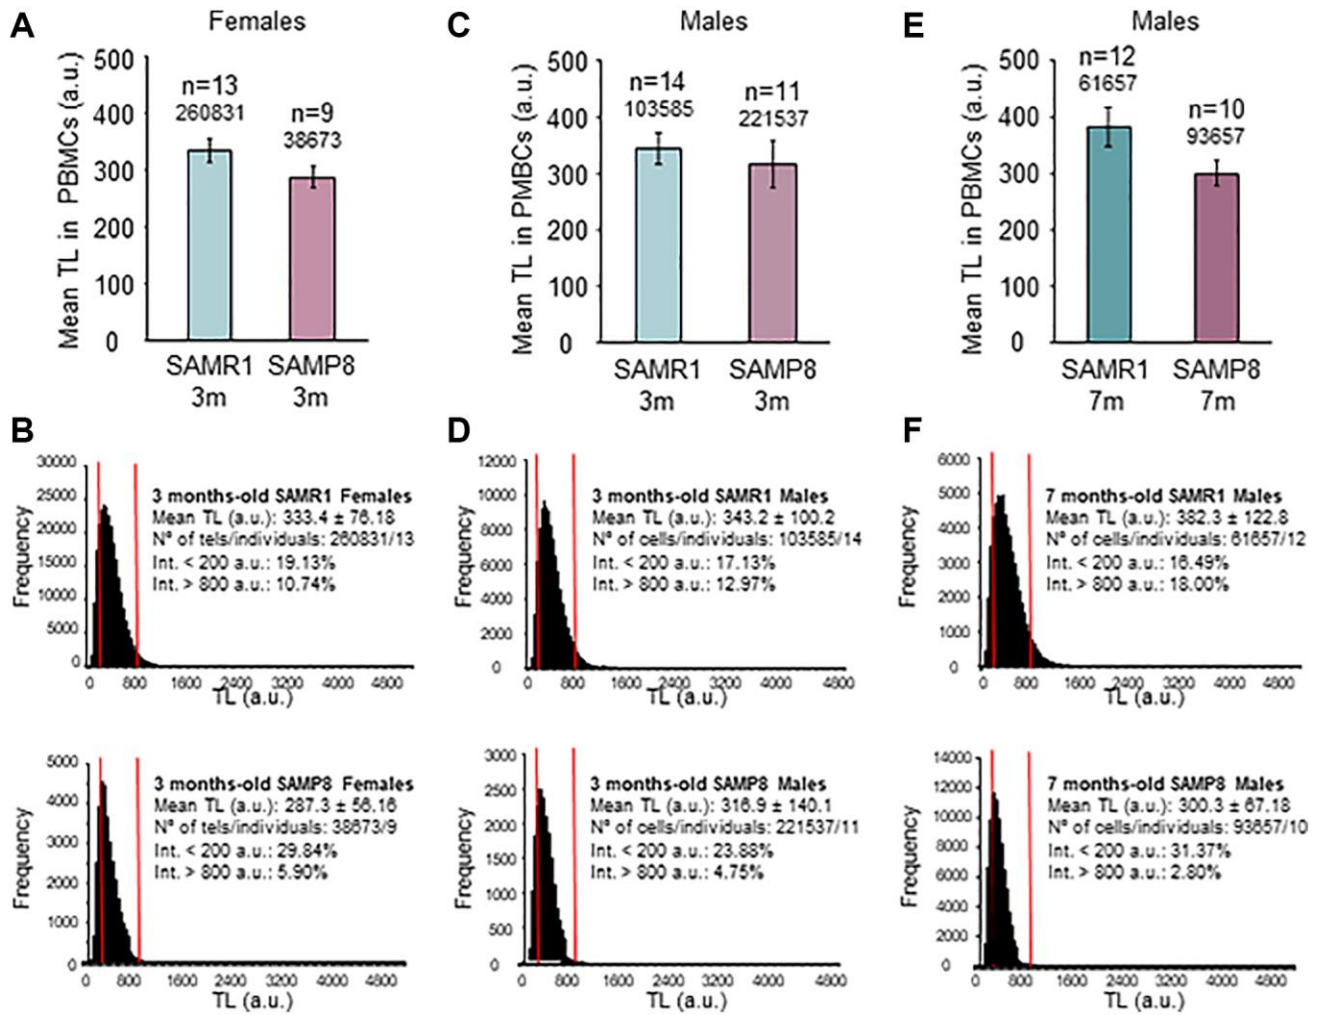 A
Females
Mean TL in PBMCs (a.u.)
500
400
300
200
100
0
n=13
260831
n=9
38673
SAMR1 SAMP8
3m 3m
C
Males
Mean TL in PMBCs (a.u.)
500
400
300
200
100
0
n=14
103585
n=11
221537
SAMR1 SAMP8
3m 3m
E
Males
Mean TL in PBMCs (a.u.)
500
400
300
200
100
0
n=12
61657
n=10
93657
SAMR1 SAMP8
7m 7m
B
Frequency
30000
25000
20000
15000
10000
5000
0
3 months-old SAMR1 Females
Mean TL (a.u.): 333.4 ± 76.18
Nº of tels/individuals: 260831/13
Int. < 200 a.u.: 19.13%
Int. > 800 a.u.: 10.74%
0 800 1600 2400 3200 4000 4800
TL (a.u.)
Frequency
5000
4000
3000
2000
1000
0
3 months-old SAMP8 Females
Mean TL (a.u.): 287.3 ± 56.16
Nº of tels/individuals: 38673/9
Int. < 200 a.u.: 29.84%
Int. > 800 a.u.: 5.90%
0 800 1600 2400 3200 4000 4800
TL (a.u.)
D
Frequency
12000
10000
8000
6000
4000
2000
0
3 months-old SAMR1 Males
Mean TL (a.u.): 343.2 ± 100.2
Nº of cells/individuals: 103585/14
Int. < 200 a.u.: 17.13%
Int. > 800 a.u.: 12.97%
0 800 1600 2400 3200 4000 4800
TL (a.u.)
Frequency
3000
2500
2000
1500
1000
500
0
3 months-old SAMP8 Males
Mean TL (a.u.): 316.9 ± 140.1
Nº of cells/individuals: 221537/11
Int. < 200 a.u.: 23.88%
Int. > 800 a.u.: 4.75%
0 800 1600 2400 3200 4000 4800
TL (a.u.)
F
Frequency
6000
5000
4000
3000
2000
1000
0
7 months-old SAMR1 Males
Mean TL (a.u.): 382.3 ± 122.8
Nº of cells/individuals: 61657/12
Int. < 200 a.u.: 16.49%
Int. > 800 a.u.: 18.00%
0 800 1600 2400 3200 4000 4800
TL (a.u.)
Frequency
14000
12000
10000
8000
6000
4000
2000
0
7 months-old SAMP8 Males
Mean TL (a.u.): 300.3 ± 67.18
Nº of cells/individuals: 93657/10
Int. < 200 a.u.: 31.37%
Int. > 800 a.u.: 2.80%
0 800 1600 2400 3200 4000 4800
TL (a.u.)